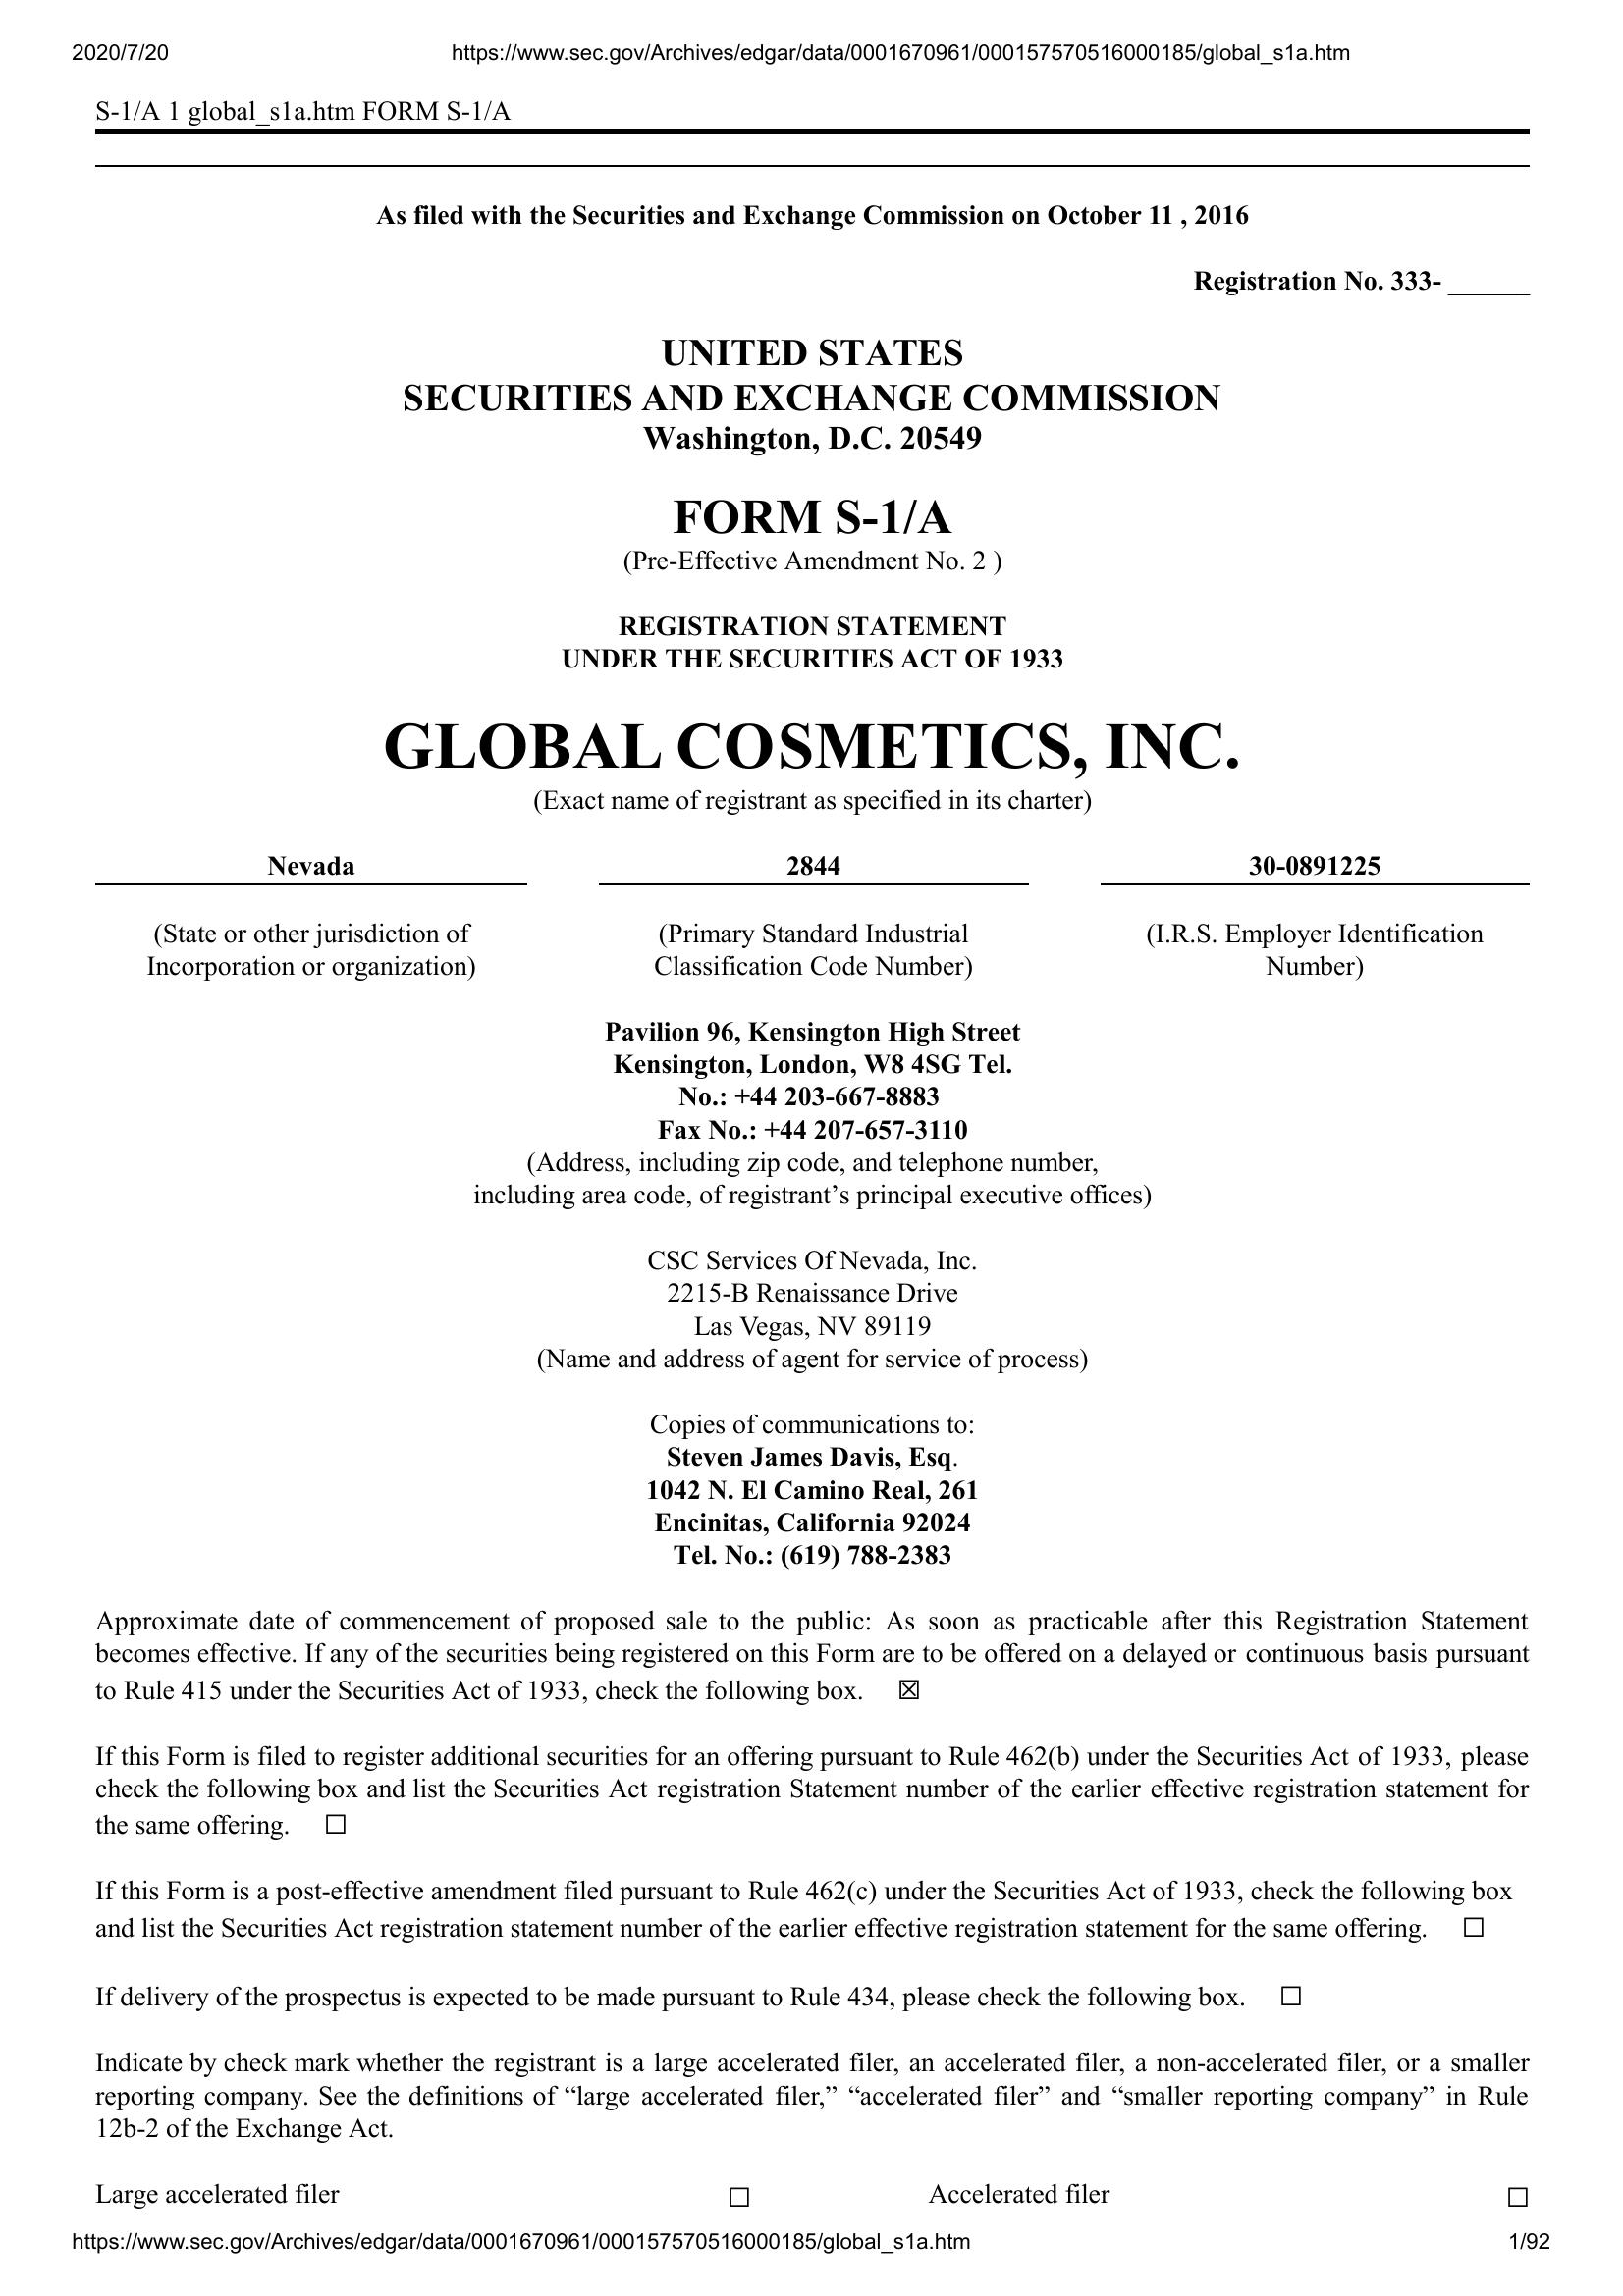 2020/7/20 https://www.sec.gov/Archives/edgar/data/0001670961/000157570516000185/global_s1a.htm
S-1/A 1 global_s1a.htm FORM S-1/A
As filed with the Securities and Exchange Commission on October 11 , 2016
Registration No. 333- ______
UNITED STATES
SECURITIES AND EXCHANGE COMMISSION
Washington, D.C. 20549
FORM S-1/A
(Pre-Effective Amendment No. 2 )
REGISTRATION STATEMENT
UNDER THE SECURITIES ACT OF 1933
GLOBAL COSMETICS, INC.
(Exact name of registrant as specified in its charter)
Nevada 2844 30-0891225
(State or other jurisdiction of (Primary Standard Industrial (I.R.S. Employer Identification
Incorporation or organization) Classification Code Number) Number)
Pavilion 96, Kensington High Street
Kensington, London, W8 4SG Tel.
No.: +44 203-667-8883
Fax No.: +44 207-657-3110
(Address, including zip code, and telephone number,
including area code, of registrant’s principal executive offices)
CSC Services Of Nevada, Inc.
2215-B Renaissance Drive
Las Vegas, NV 89119
(Name and address of agent for service of process)
Copies of communications to:
Steven James Davis, Esq.
1042 N. El Camino Real, 261
Encinitas, California 92024
Tel. No.: (619) 788-2383
Approximate date of commencement of proposed sale to the public: As soon as practicable after this Registration Statement
becomes effective. If any of the securities being registered on this Form are to be offered on a delayed or continuous basis pursuant
to Rule 415 under the Securities Act of 1933, check the following box. ☒
If this Form is filed to register additional securities for an offering pursuant to Rule 462(b) under the Securities Act of 1933, please
check the following box and list the Securities Act registration Statement number of the earlier effective registration statement for
the same offering. ☐
If this Form is a post-effective amendment filed pursuant to Rule 462(c) under the Securities Act of 1933, check the following box
and list the Securities Act registration statement number of the earlier effective registration statement for the same offering. ☐
If delivery of the prospectus is expected to be made pursuant to Rule 434, please check the following box. ☐
Indicate by check mark whether the registrant is a large accelerated filer, an accelerated filer, a non-accelerated filer, or a smaller
reporting company. See the definitions of “large accelerated filer,” “accelerated filer” and “smaller reporting company” in Rule
12b-2 of the Exchange Act.
Large accelerated filer ☐ Accelerated filer ☐
https://www.sec.gov/Archives/edgar/data/0001670961/000157570516000185/global_s1a.htm 1/92